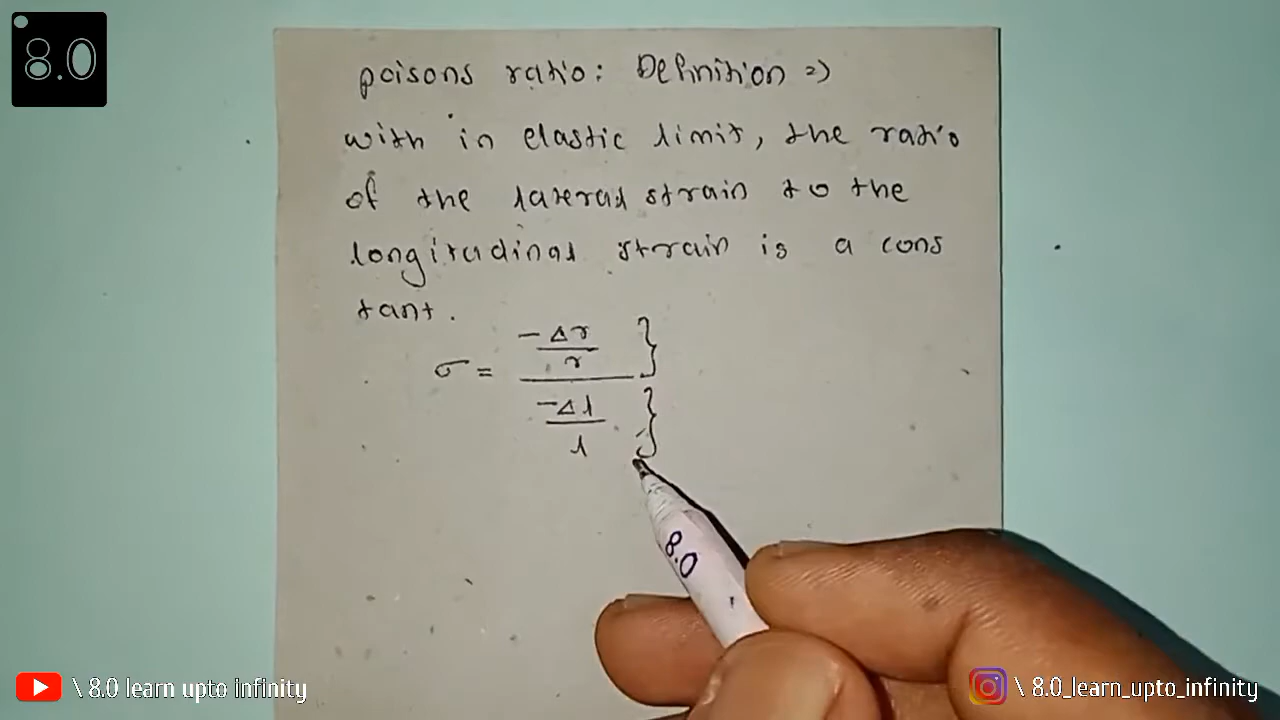 8.0
poisons ratio: Definition =>
with in elastic limit, the ratio
of the lateral strain to the
longitudinal strain is a cons
tant.
σ = (-Δr/r) } / (-Δl/l) }
8.0
\ 8.0 learn upto infinity
\ 8.0_learn_upto_infinity